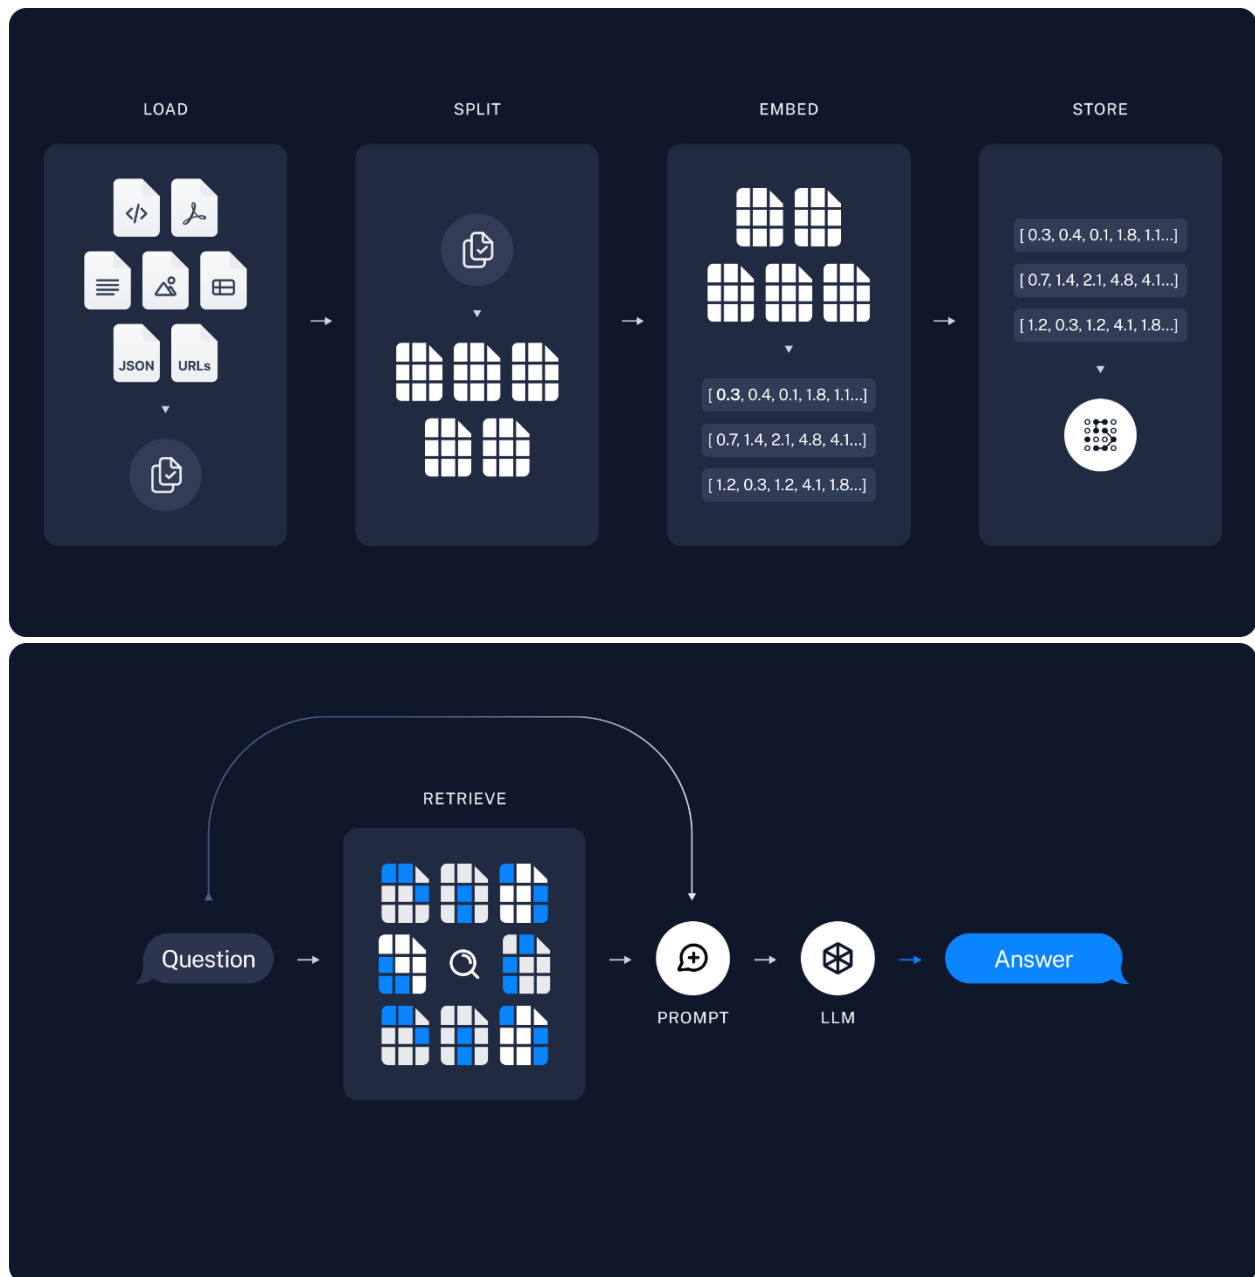 LOAD
SPLIT
EMBED
STORE
</>
JSON
URLs
[ 0.3, 0.4, 0.1, 1.8, 1.1...]
[ 0.7, 1.4, 2.1, 4.8, 4.1...]
[ 1.2, 0.3, 1.2, 4.1, 1.8...]
[ 0.3, 0.4, 0.1, 1.8, 1.1...]
[ 0.7, 1.4, 2.1, 4.8, 4.1...]
[ 1.2, 0.3, 1.2, 4.1, 1.8...]
RETRIEVE
Question
PROMPT
LLM
Answer